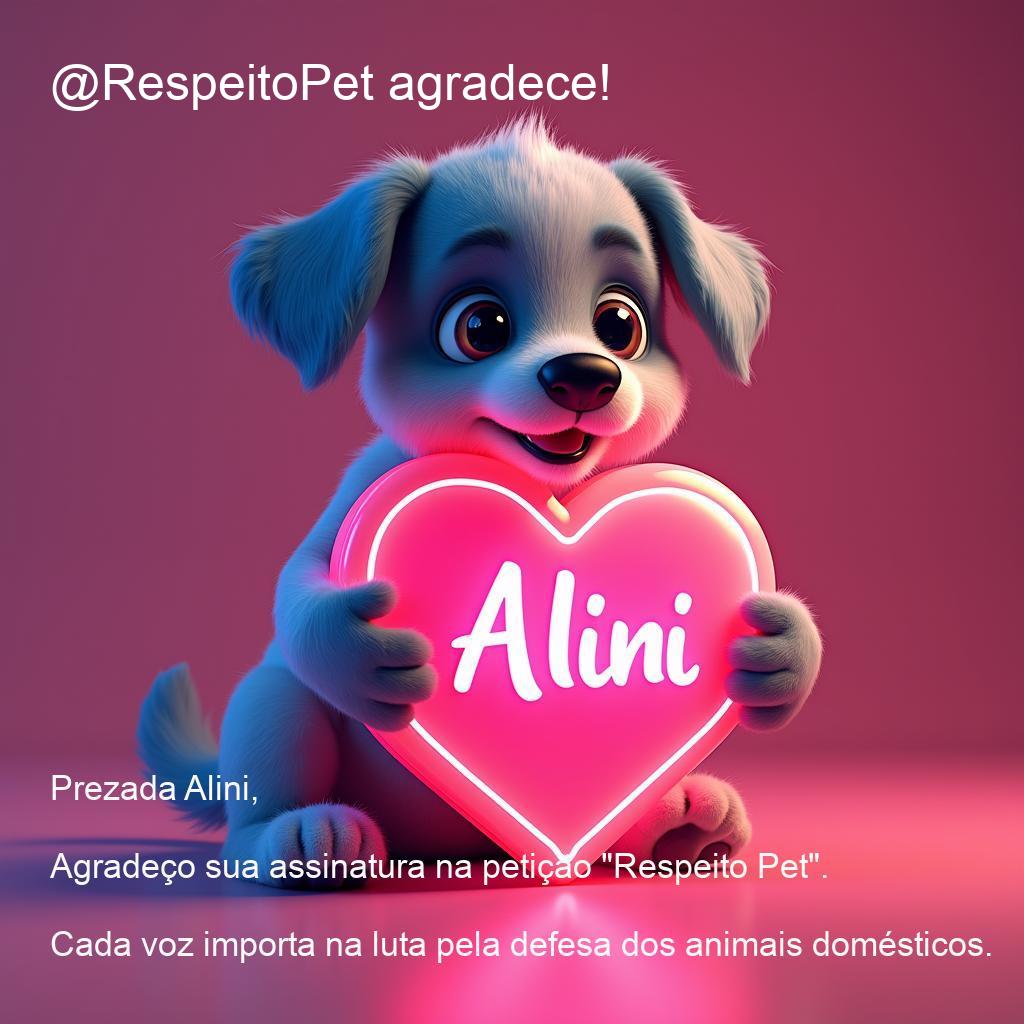 @RespeitoPet agradece!
Alini
Prezada Alini,
Agradeço sua assinatura na petição "Respeito Pet".
Cada voz importa na luta pela defesa dos animais domésticos.